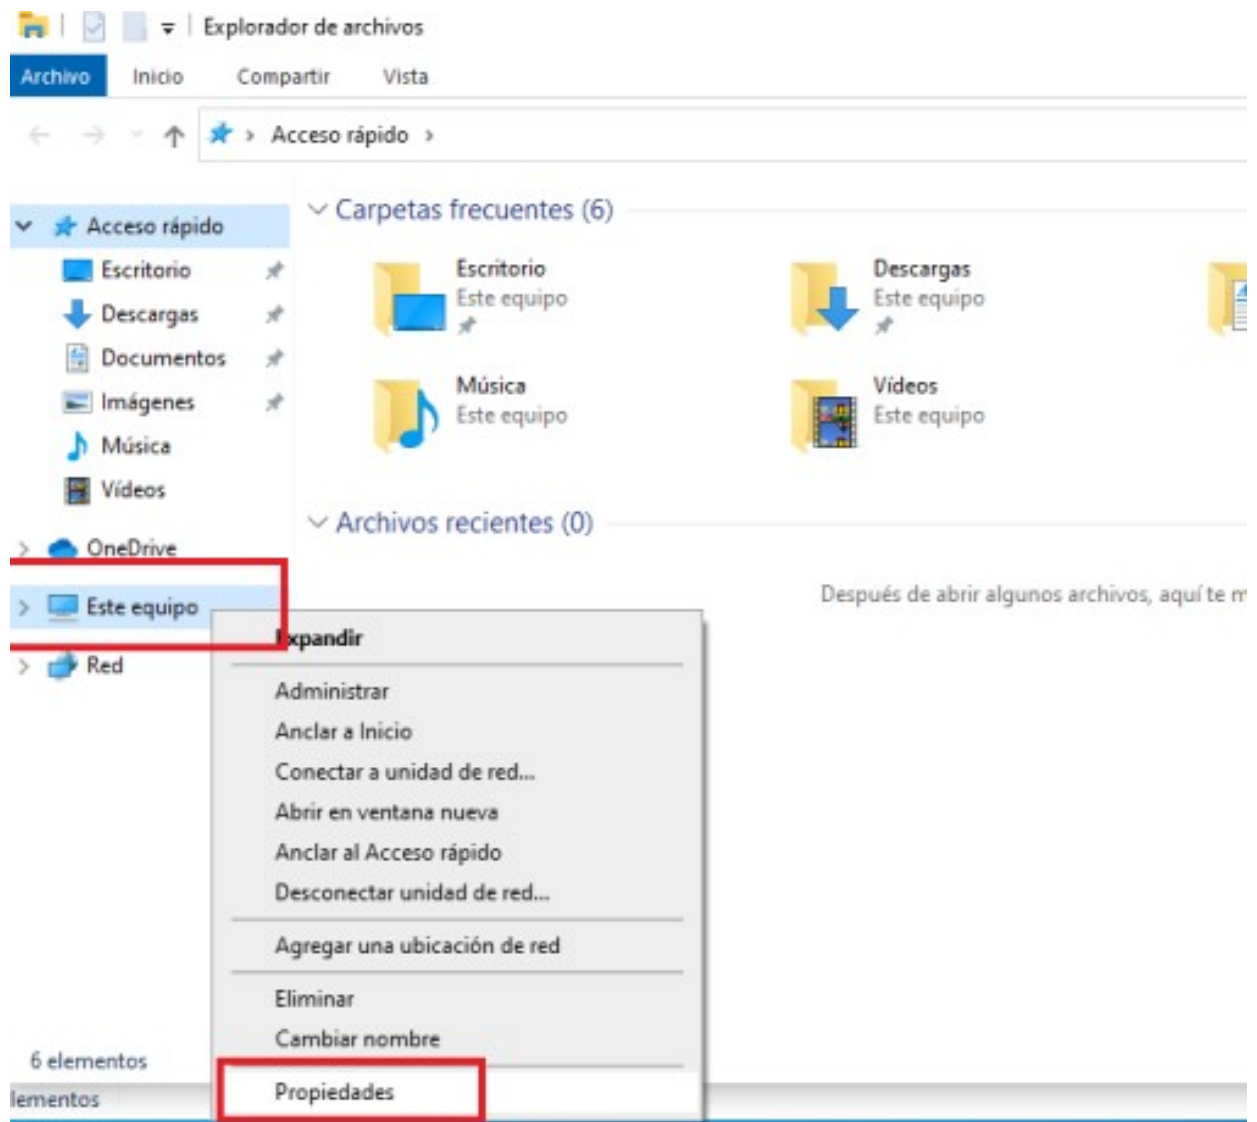 Explorador de archivos
Archivo Inicio Compartir Vista
Acceso rápido
Acceso rápido
Escritorio
Descargas
Documentos
Imágenes
Música
Vídeos
OneDrive
Este equipo
Red
Carpetas frecuentes (6)
Escritorio
Este equipo
Descargas
Este equipo
Música
Este equipo
Vídeos
Este equipo
Archivos recientes (0)
Después de abrir algunos archivos, aquí te m
Expandir
Administrar
Anclar a Inicio
Conectar a unidad de red...
Abrir en ventana nueva
Anclar al Acceso rápido
Desconectar unidad de red...
Agregar una ubicación de red
Eliminar
Cambiar nombre
Propiedades
6 elementos
lementos